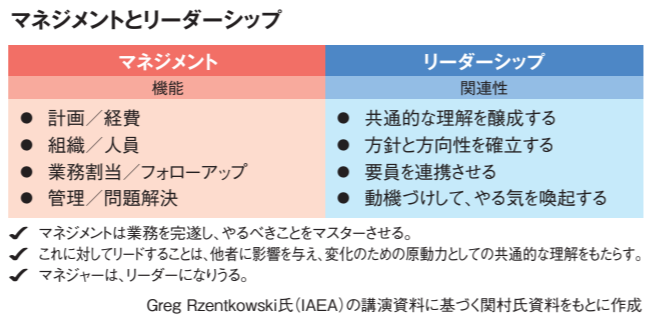 マネジメントとリーダーシップ
マネジメント リーダーシップ
機能 関連性
● 計画／経費 ● 共通的な理解を醸成する
● 組織／人員 ● 方針と方向性を確立する
● 業務割当／フォローアップ ● 要員を連携させる
● 管理／問題解決 ● 動機づけして、やる気を喚起する
✓ マネジメントは業務を完遂し、やるべきことをマスターさせる。
✓ これに対してリードすることは、他者に影響を与え、変化のための原動力としての共通的な理解をもたらす。
✓ マネジャーは、リーダーになりうる。
Greg Rzentkowski氏（IAEA）の講演資料に基づく関村氏資料をもとに作成